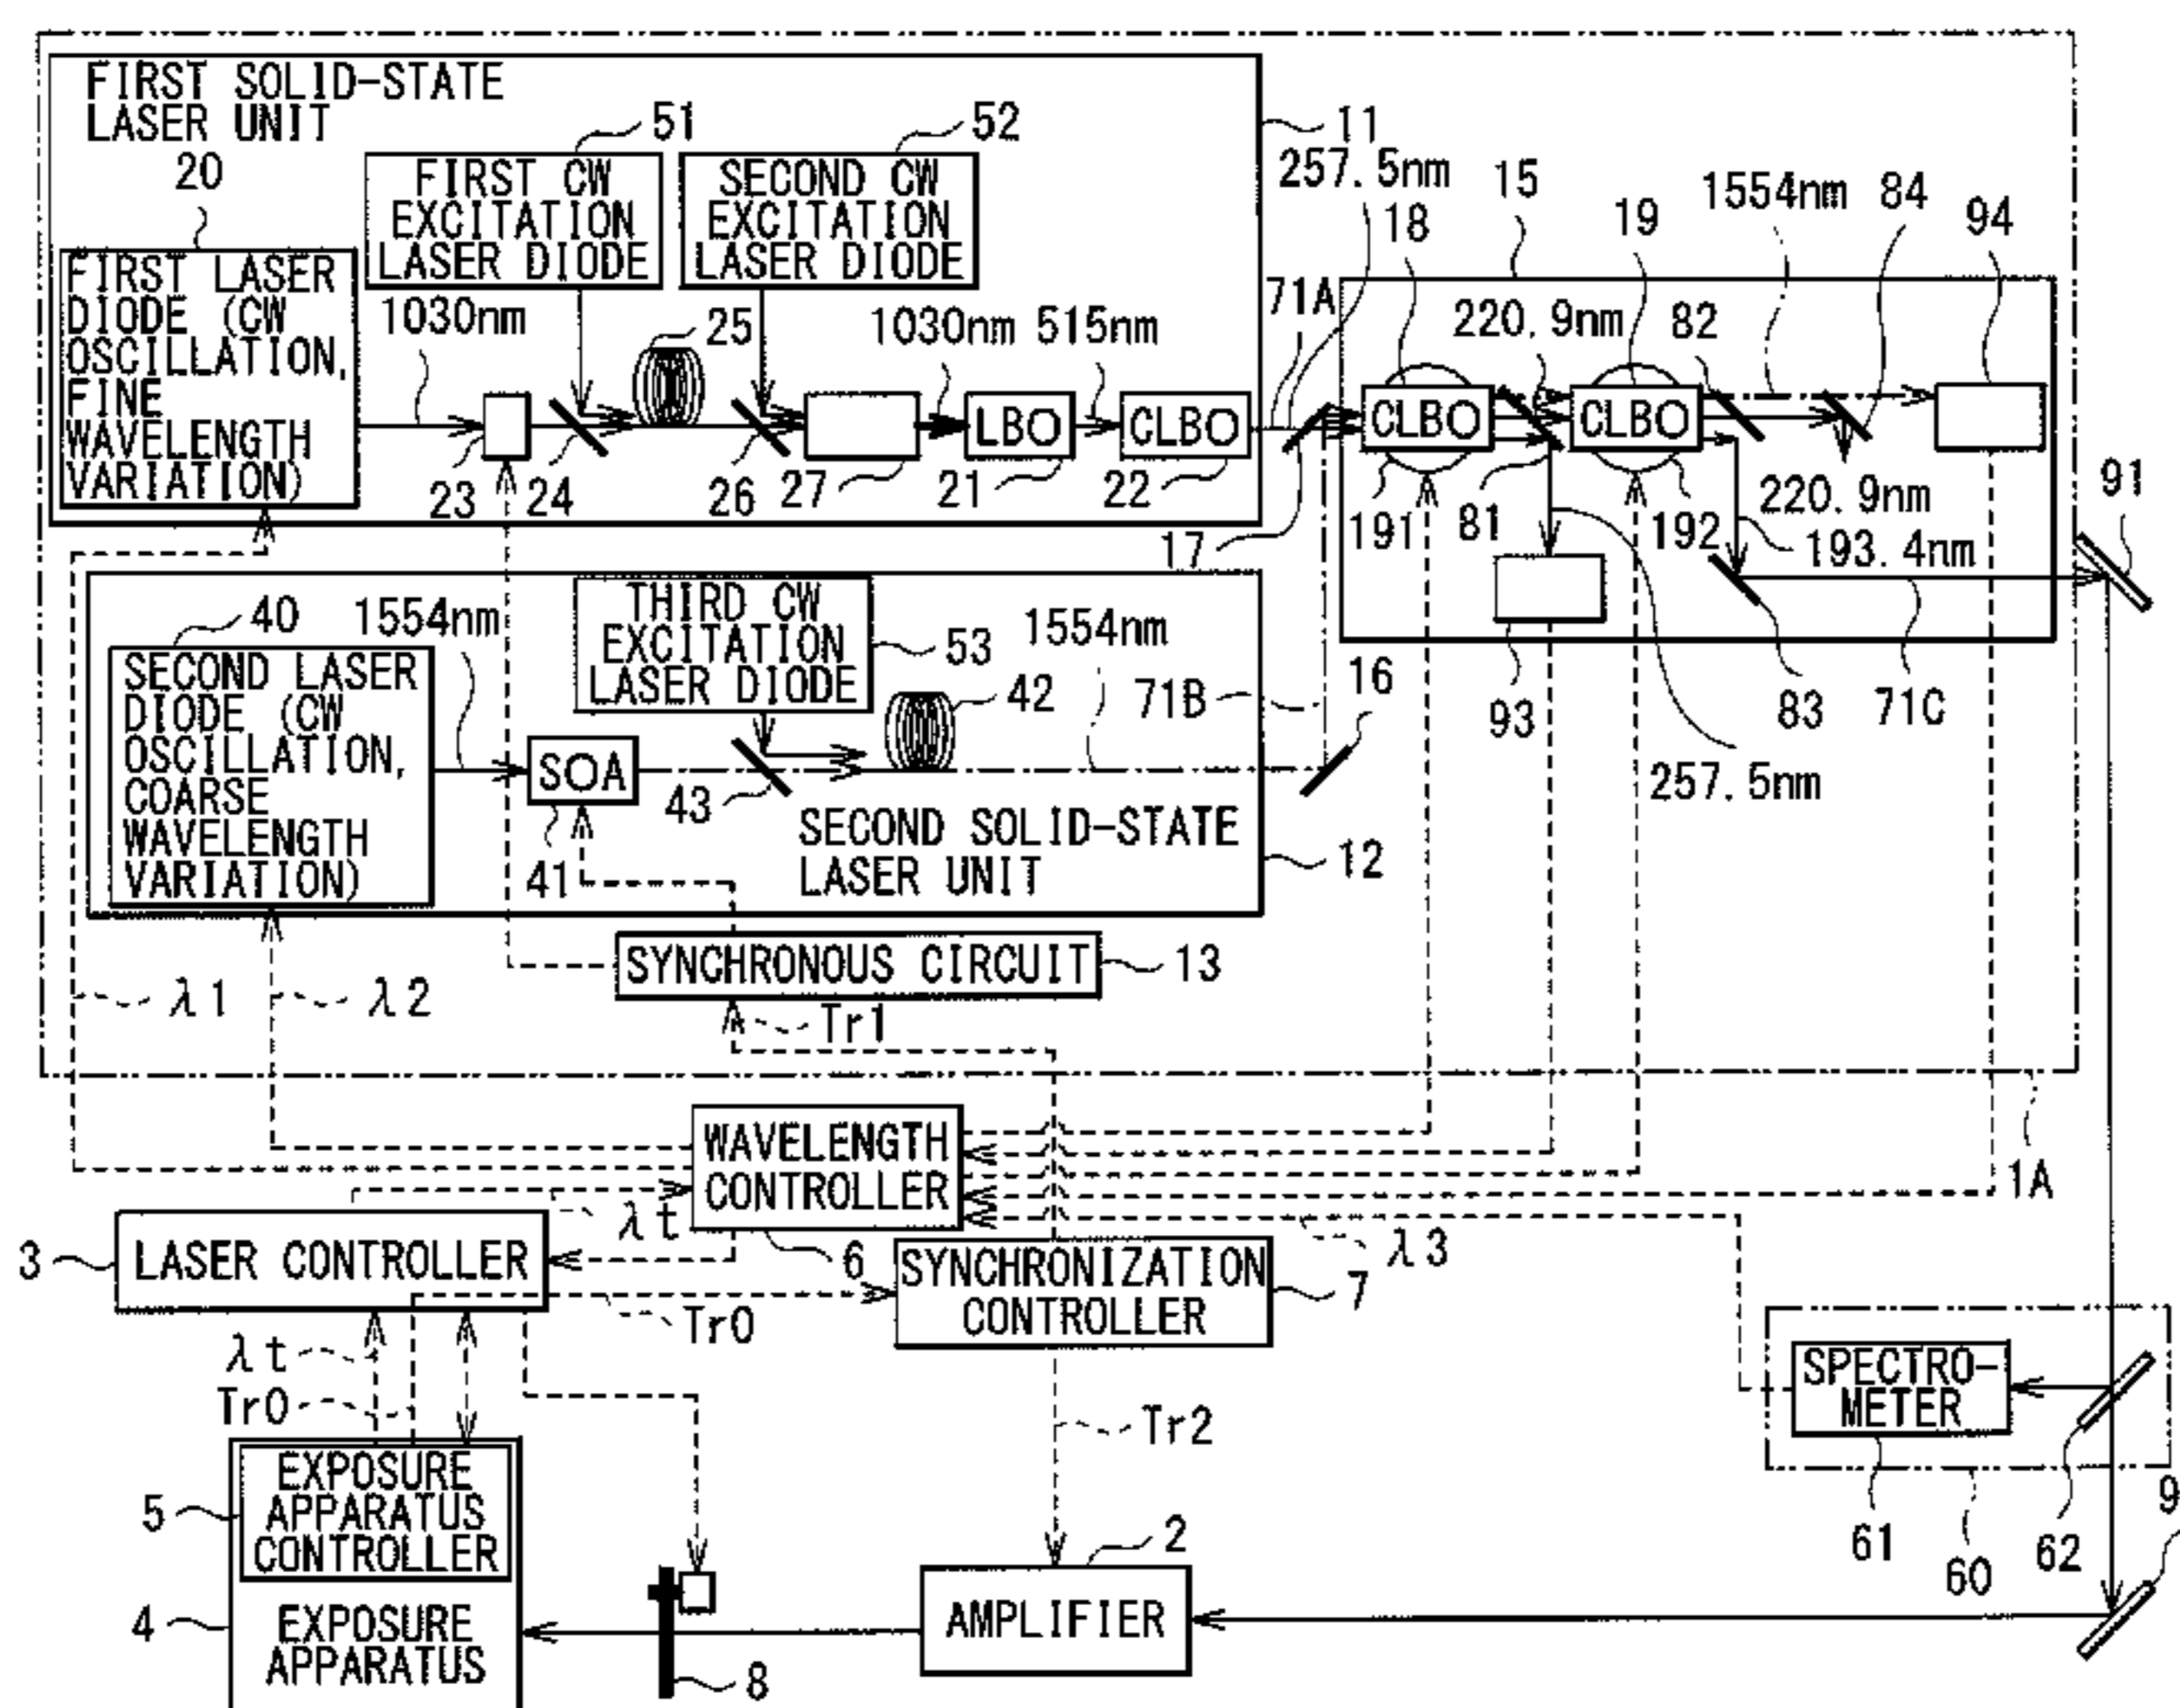 FIRST SOLID-STATE
LASER UNIT
20
51
52
11
257.5nm
FIRST CW
EXCITATION
LASER DIODE
SECOND CW
EXCITATION
LASER DIODE
18
15
19
1554nm
84
94
FIRST LASER
DIODE (CW
OSCILLATION,
FINE
WAVELENGTH
VARIATION)
1030nm
25
1030nm
515nm
71A
220.9nm
82
LBO
CLBO
CLBO
CLBO
23
24
26
27
21
22
17
191
81
192
220.9nm
193.4nm
91
40
1554nm
THIRD CW
EXCITATION
LASER DIODE
53
1554nm
SECOND LASER
DIODE (CW
OSCILLATION,
COARSE
WAVELENGTH
VARIATION)
42
71B
16
93
83
71C
SOA
41
43
257.5nm
SECOND SOLID-STATE
LASER UNIT
12
SYNCHRONOUS CIRCUIT
13
λ1
λ2
Tr1
WAVELENGTH
CONTROLLER
1A
λt
3
LASER CONTROLLER
6
λ3
SYNCHRONIZATION
CONTROLLER
7
Tr0
λt
Tr0
SPECTRO-
METER
Tr2
5
EXPOSURE
APPARATUS
CONTROLLER
2
61
60
62
9
4
EXPOSURE
APPARATUS
AMPLIFIER
8